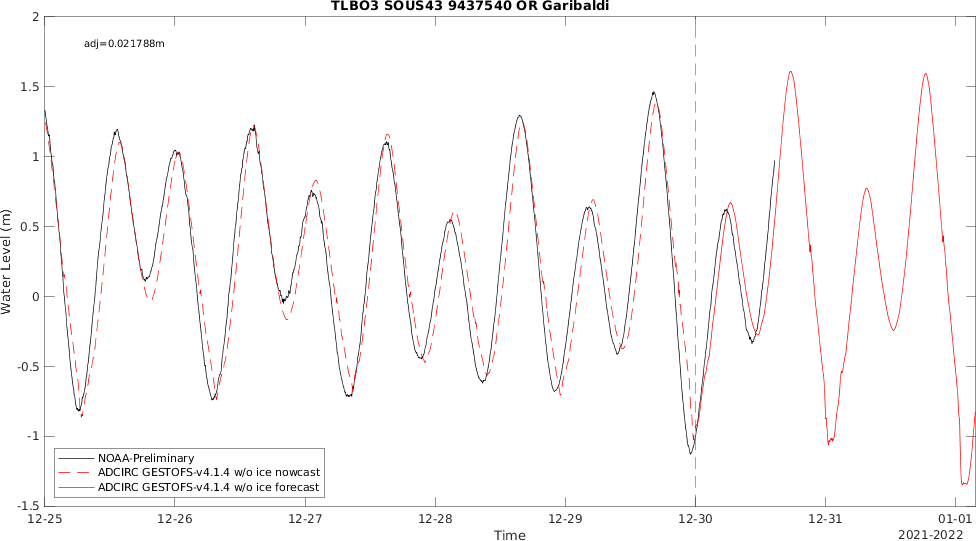 TLBO3 SOUS43 9437540 OR Garibaldi
adj=0.021788m
2
1.5
1
0.5
0
-0.5
-1
-1.5
Water Level (m)
NOAA-Preliminary
ADCIRC GESTOFS-v4.1.4 w/o ice nowcast
ADCIRC GESTOFS-v4.1.4 w/o ice forecast
12-25 12-26 12-27 12-28 12-29 12-30 12-31 01-01
Time
2021-2022